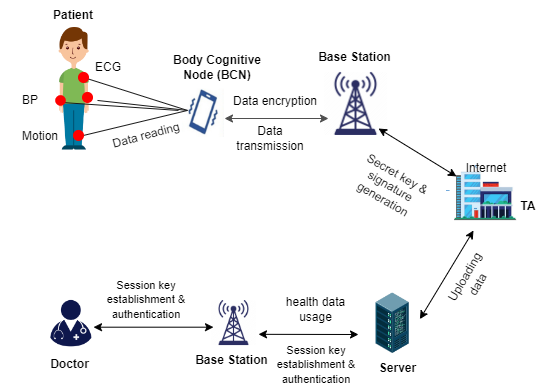 Patient
ECG
BP
Motion
Data reading
Body Cognitive
Node (BCN)
Data encryption
Data
transmission
Base Station
Secret key &
signature
generation
Internet
TA
Uploading
data
Server
health data
usage
Session key
establishment &
authentication
Base Station
Session key
establishment &
authentication
Doctor